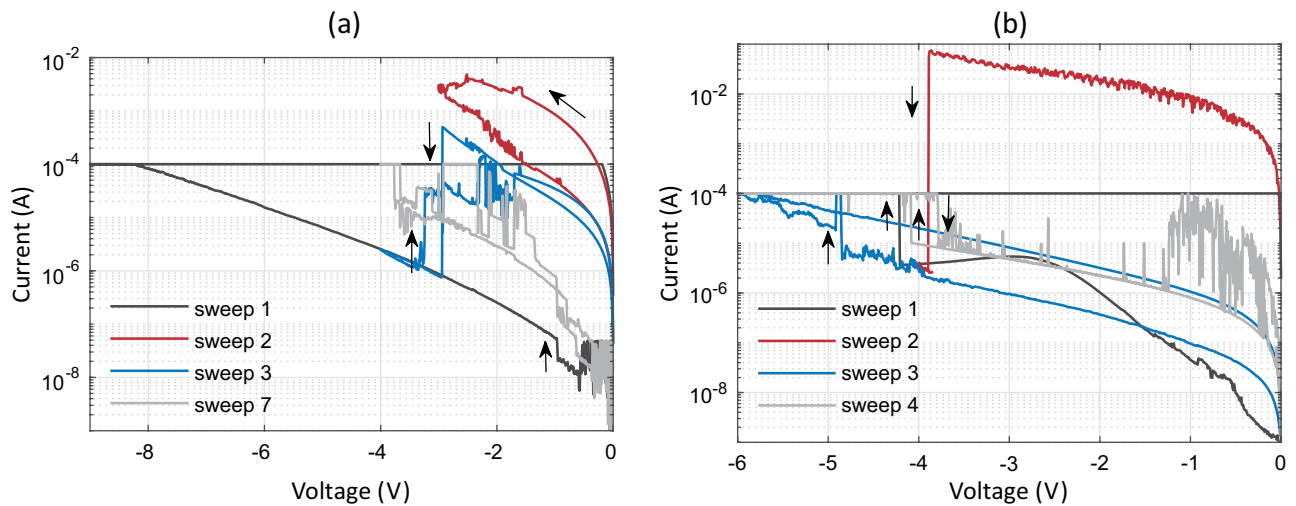 (a)
10⁻²
10⁻⁴
10⁻⁶
10⁻⁸
Current (A)
sweep 1
sweep 2
sweep 3
sweep 7
-8
-6
-4
-2
0
Voltage (V)
(b)
10⁻²
10⁻⁴
10⁻⁶
10⁻⁸
Current (A)
sweep 1
sweep 2
sweep 3
sweep 4
-6
-5
-4
-3
-2
-1
0
Voltage (V)